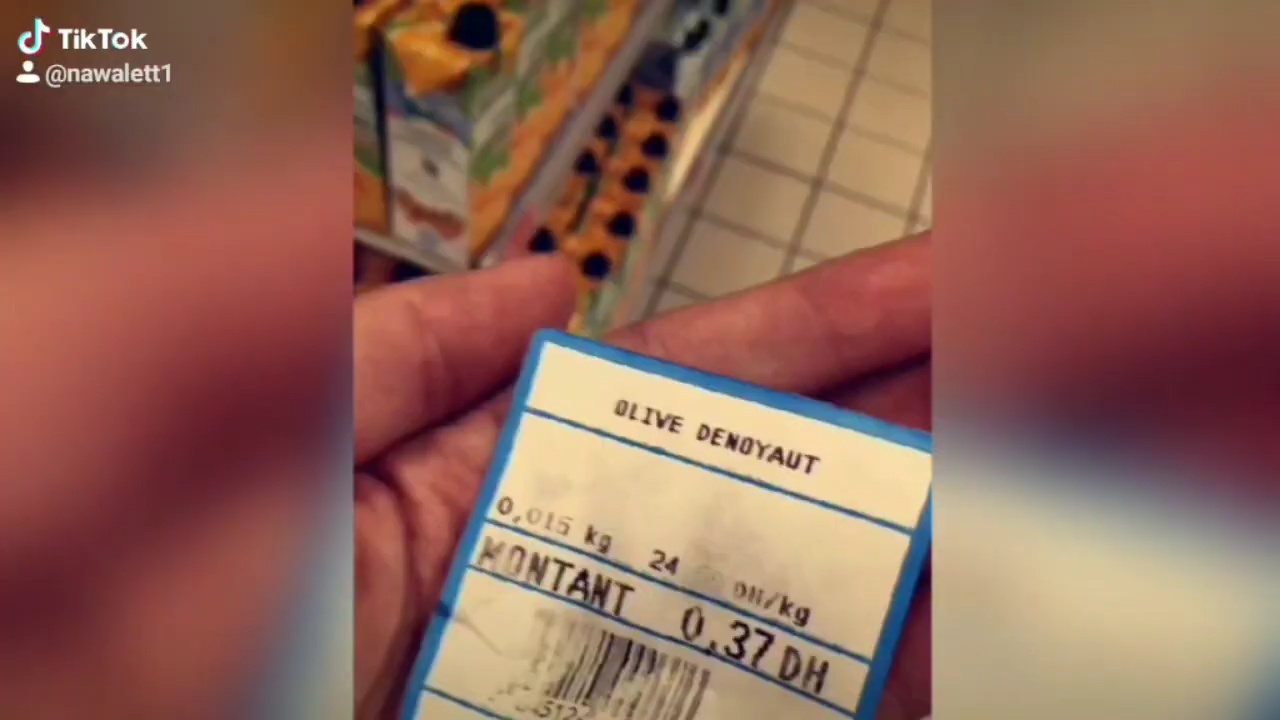 TikTok
@nawalett1
OLIVE DENOYAUT
0,015 kg 24 DH/kg
MONTANT 0,37 DH